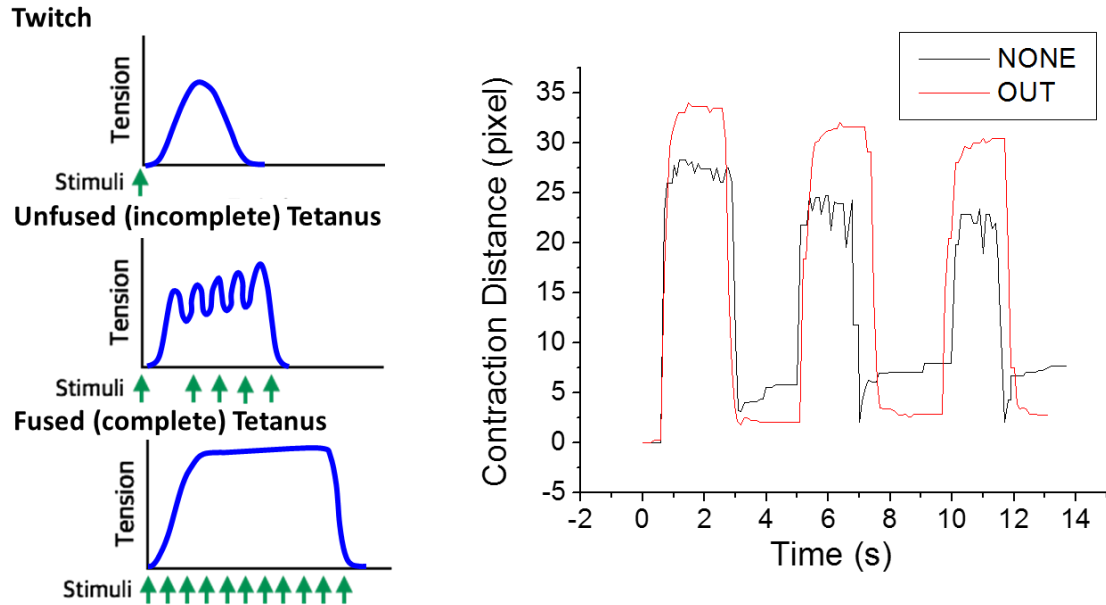 Twitch
Tension
Stimuli
Unfused (incomplete) Tetanus
Tension
Stimuli
Fused (complete) Tetanus
Tension
Stimuli
NONE
OUT
Contraction Distance (pixel)
35
30
25
20
15
10
5
0
-5
-2 0 2 4 6 8 10 12 14
Time (s)